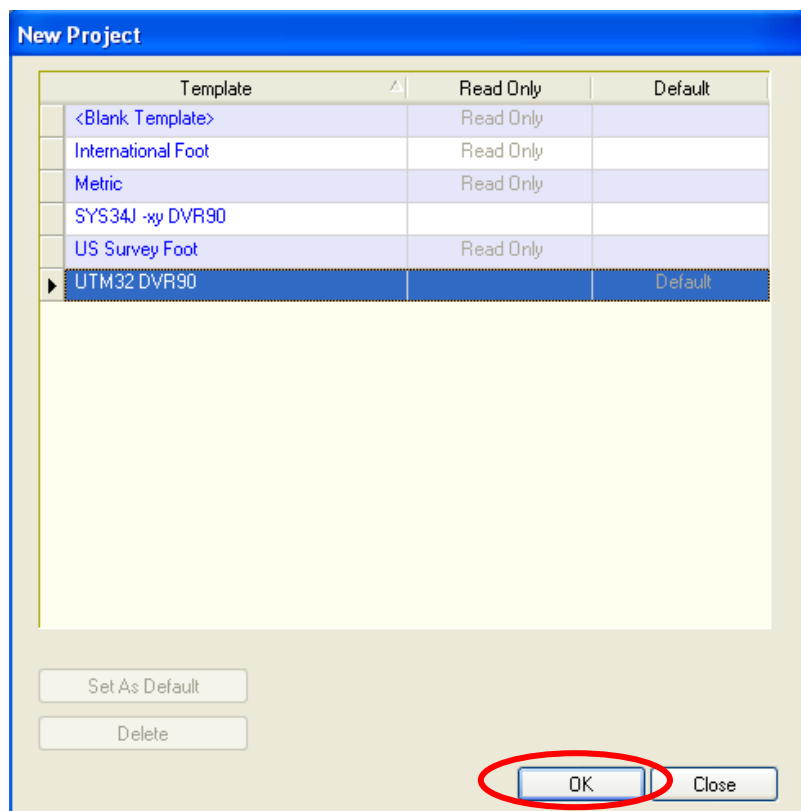 New Project
Template Read Only Default
<Blank Template> Read Only
International Foot Read Only
Metric Read Only
SYS34J -xy DVR90
US Survey Foot Read Only
UTM32 DVR90 Default
Set As Default
Delete
OK Close